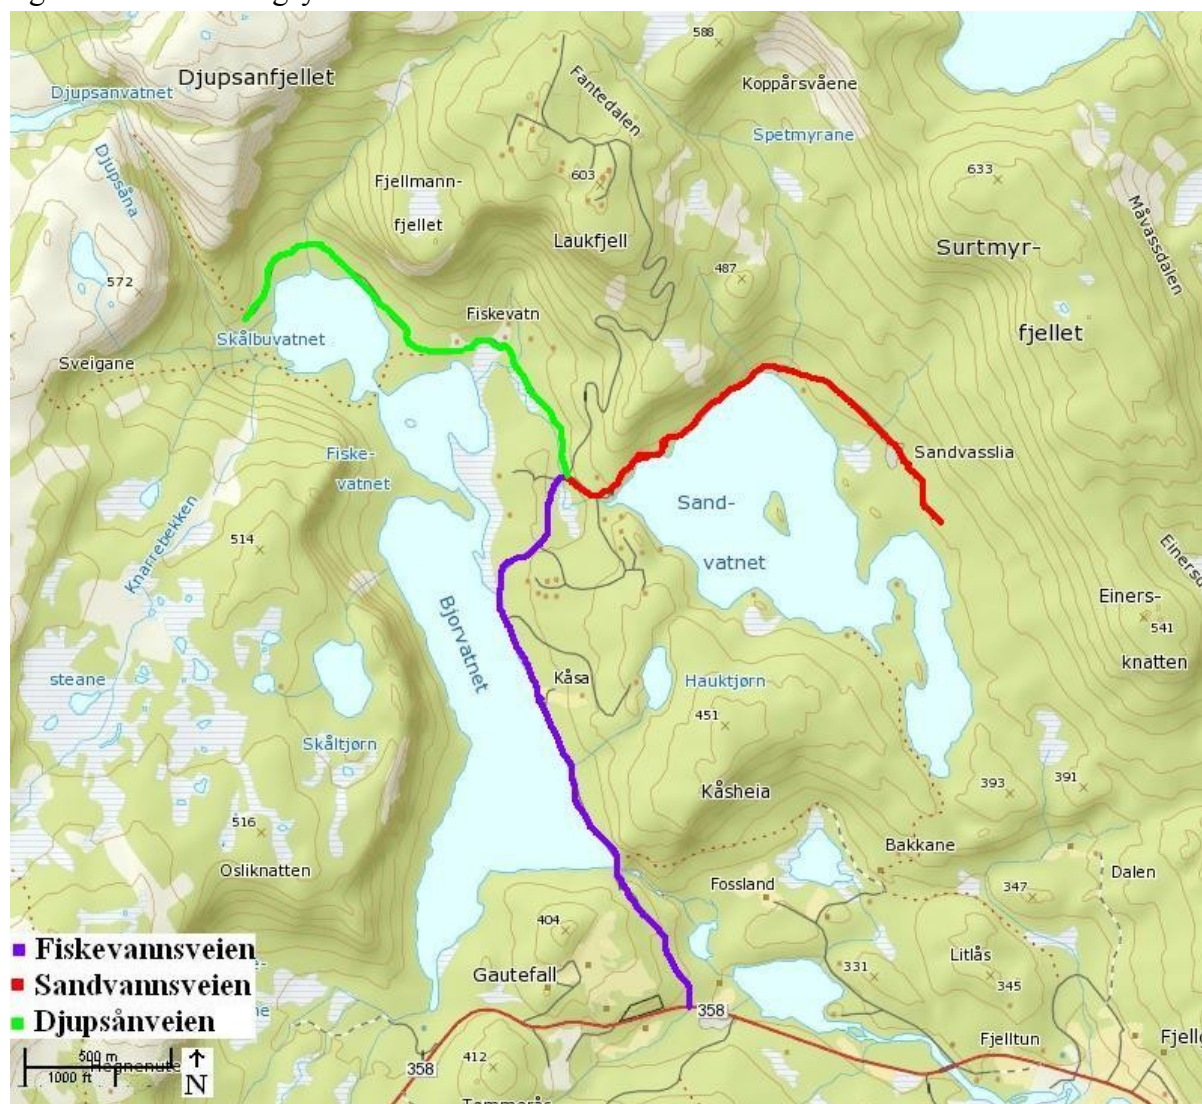 588
Djupsanfjellet
Koppårsvåene
Djupsanvatnet
Fantedalen
Spetmyrane
Djupsåna
Fjellmann-
fjellet
603
633
Måvassdalen
Laukfjell
Surtmyr-
487
572
fjellet
Fiskevatn
Skålbuvatnet
Sveigane
Fiske-
vatnet
Sandvasslia
Sand-
vatnet
Knarrebekken
514
Bjorvatnet
Einers-
541
knatten
steane
Kåsa
Hauktjørn
451
Skåltjørn
393
391
Kåsheia
516
Osliknatten
Bakkane
Dalen
Fossland
347
404
Fiskevannsveien
Litlås
Gautefall
331
345
Sandvannsveien
358
Djupsånveien
Fjelltun
500 m
1000 ft
N
358
412